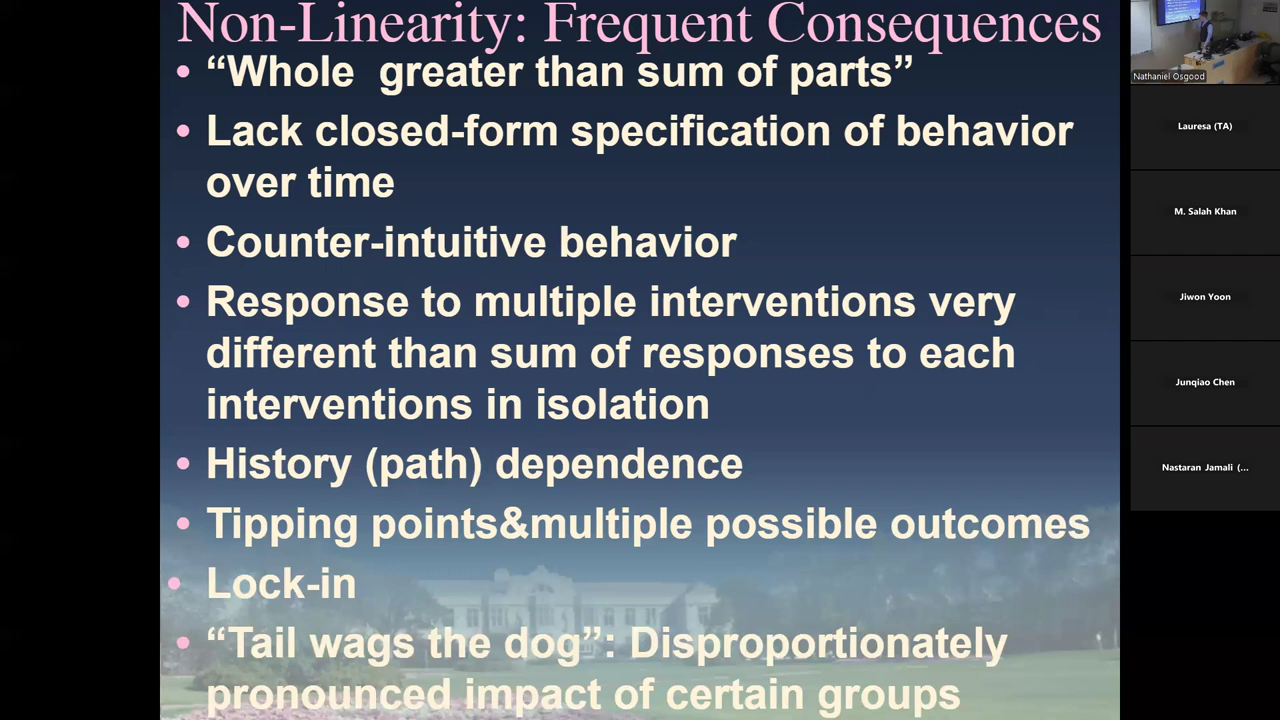 Non-Linearity: Frequent Consequences
• “Whole greater than sum of parts”
• Lack closed-form specification of behavior
over time
• Counter-intuitive behavior
• Response to multiple interventions very
different than sum of responses to each
interventions in isolation
• History (path) dependence
• Tipping points&multiple possible outcomes
• Lock-in
• “Tail wags the dog”: Disproportionately
pronounced impact of certain groups
Nathaniel Osgood
Lauresa (TA)
M. Salah Khan
Jiwon Yoon
Junqiao Chen
Nastaran Jamali (...